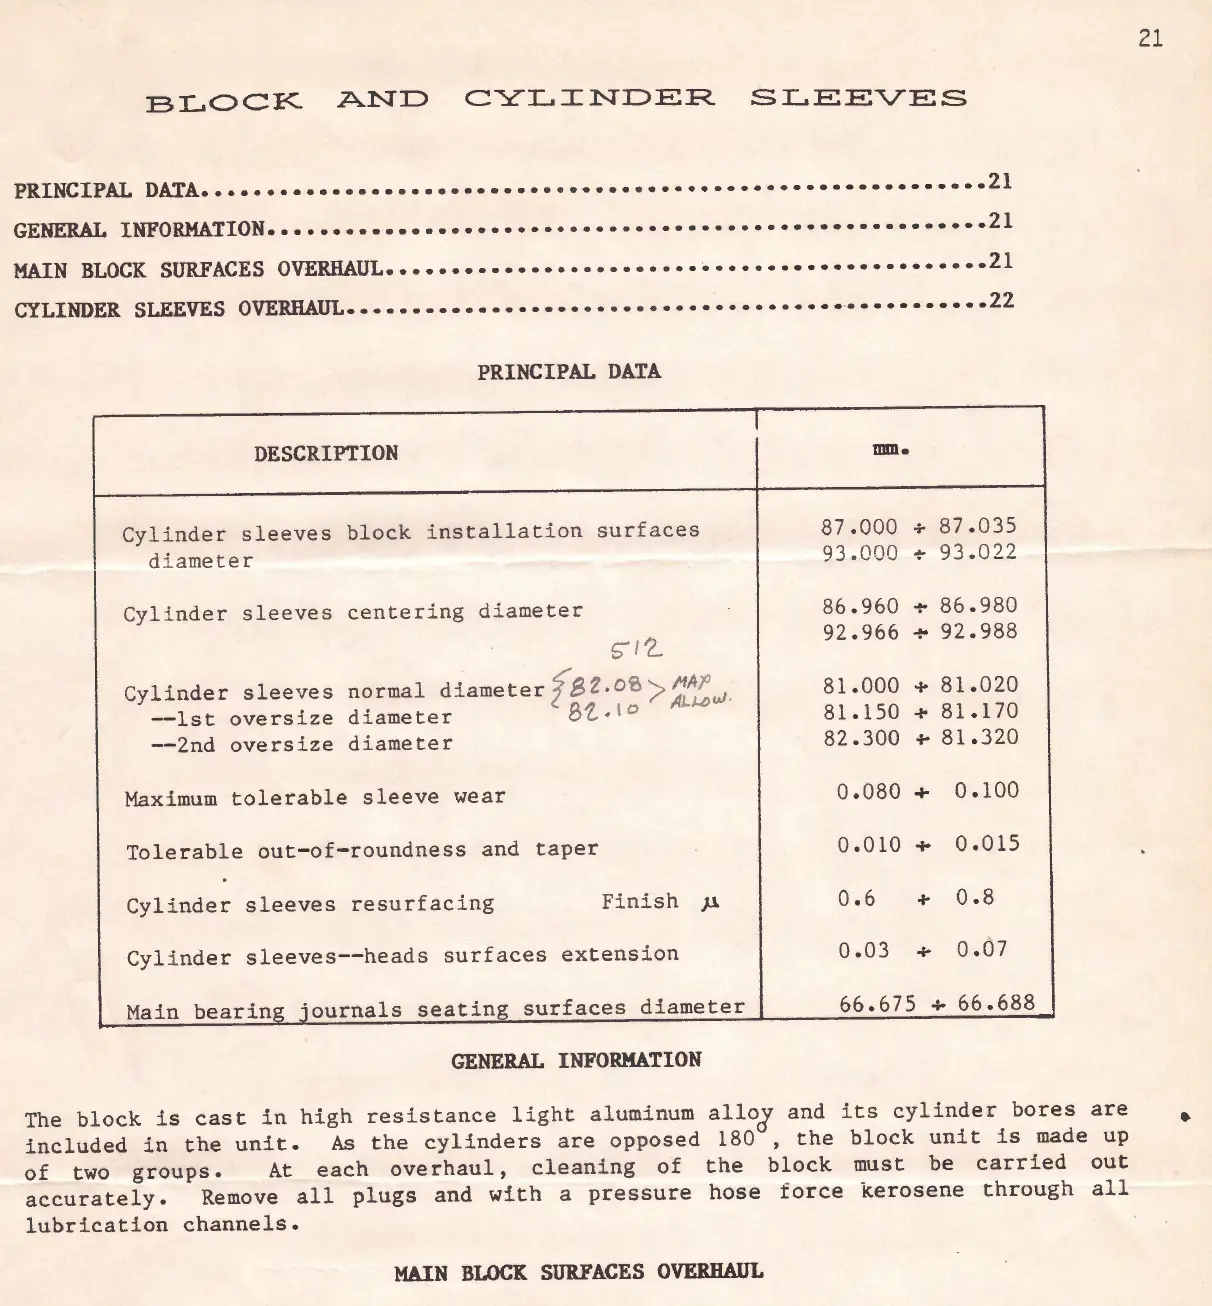 21
BLOCK AND CYLINDER SLEEVES
PRINCIPAL DATA............................................................21
GENERAL INFORMATION.......................................................21
MAIN BLOCK SURFACES OVERHAUL..............................................21
CYLINDER SLEEVES OVERHAUL.................................................22
PRINCIPAL DATA
DESCRIPTION mm.
Cylinder sleeves block installation surfaces 87.000 ÷ 87.035
diameter 93.000 ÷ 93.022
Cylinder sleeves centering diameter 86.960 ÷ 86.980
92.966 ÷ 92.988
512
Cylinder sleeves normal diameter {82.08 > MAX 81.000 ÷ 81.020
—1st oversize diameter 82.10 ALLOW. 81.150 ÷ 81.170
—2nd oversize diameter 82.300 ÷ 81.320
Maximum tolerable sleeve wear 0.080 ÷ 0.100
Tolerable out-of-roundness and taper 0.010 ÷ 0.015
Cylinder sleeves resurfacing Finish μ 0.6 ÷ 0.8
Cylinder sleeves—heads surfaces extension 0.03 ÷ 0.07
Main bearing journals seating surfaces diameter 66.675 ÷ 66.688
GENERAL INFORMATION
The block is cast in high resistance light aluminum alloy and its cylinder bores are
included in the unit. As the cylinders are opposed 180°, the block unit is made up
of two groups. At each overhaul, cleaning of the block must be carried out
accurately. Remove all plugs and with a pressure hose force kerosene through all
lubrication channels.
MAIN BLOCK SURFACES OVERHAUL